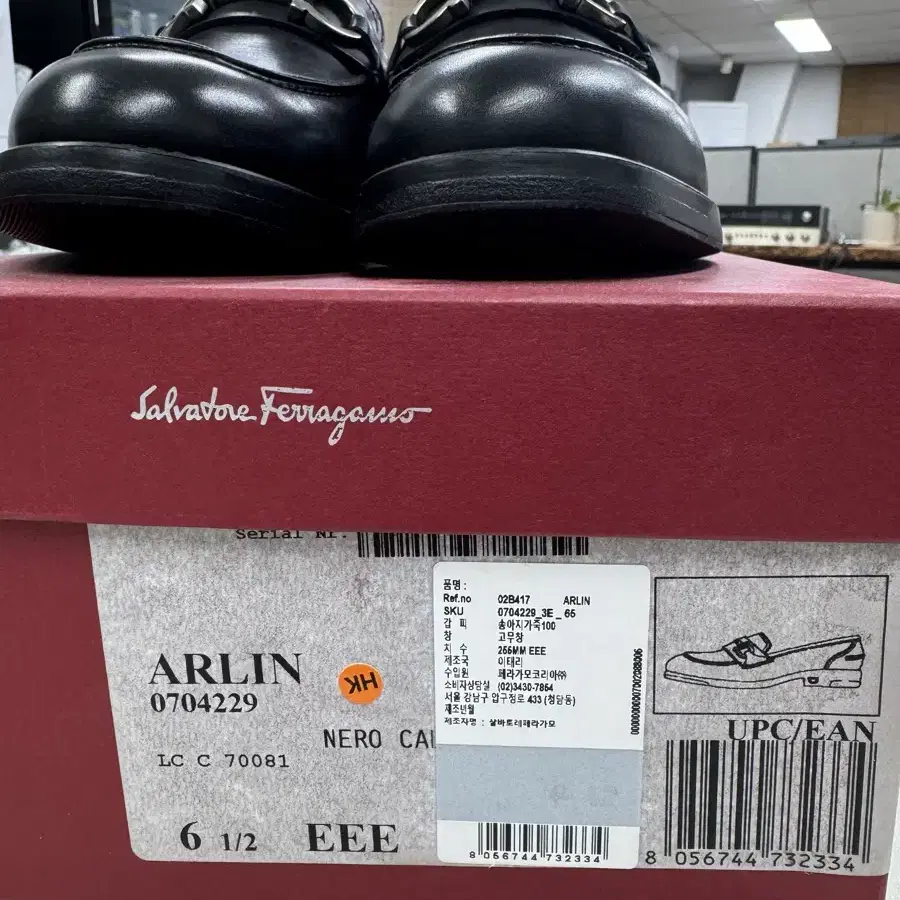 Salvatore Ferragamo
Serial Nr.
ARLIN
0704229
HK
NERO CAL
LC C 70081
6 1/2 EEE
품명 :
Ref.no 02B417 ARLIN
SKU 0704229_3E_65
갑 피 송아지가죽100
창 고무창
치 수 255MM EEE
제조국 이태리
수입원 페라가모코리아㈜
소비자상담실 (02)3430-7854
서울 강남구 압구정로 433 (청담동)
제조년월
제조자명 : 살바토레페라가모
8 056744 732334
UPC/EAN
8 056744 732334